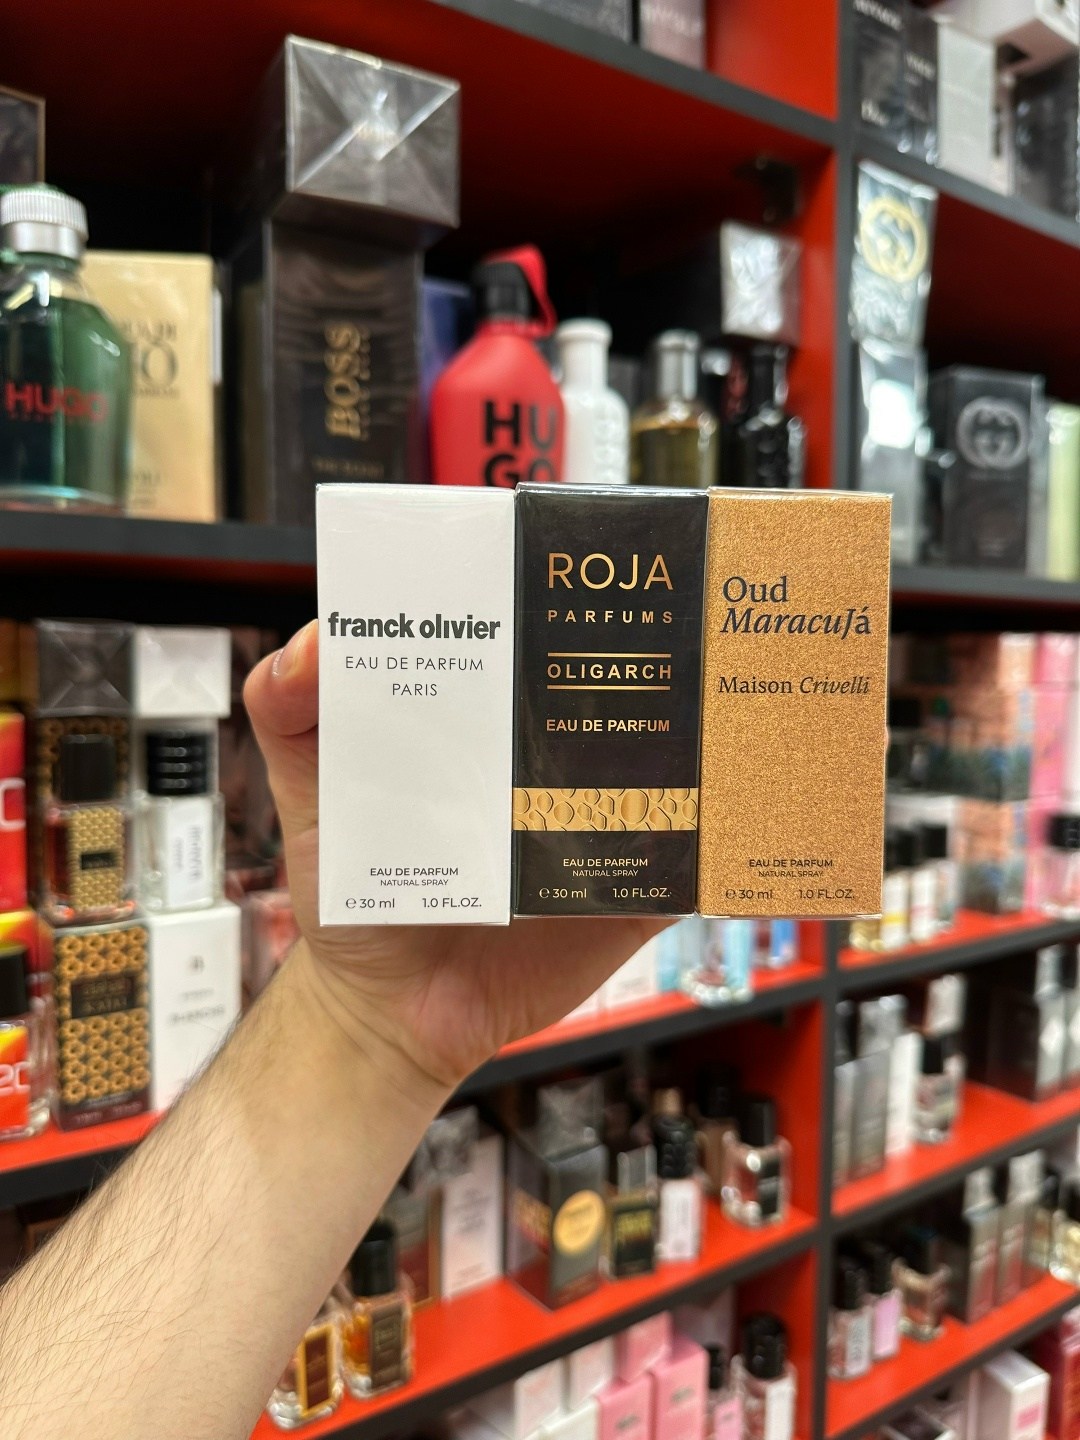 HUGO
BOSS
HU
GO
franck olivier
EAU DE PARFUM
PARIS
EAU DE PARFUM
NATURAL SPRAY
℮ 30 ml 1.0 FL.OZ.
ROJA
PARFUMS
OLIGARCH
EAU DE PARFUM
EAU DE PARFUM
NATURAL SPRAY
℮ 30 ml 1.0 FL.OZ.
Oud
MaracuJá
Maison Crivelli
EAU DE PARFUM
NATURAL SPRAY
℮ 30 ml 1.0 FL.OZ.